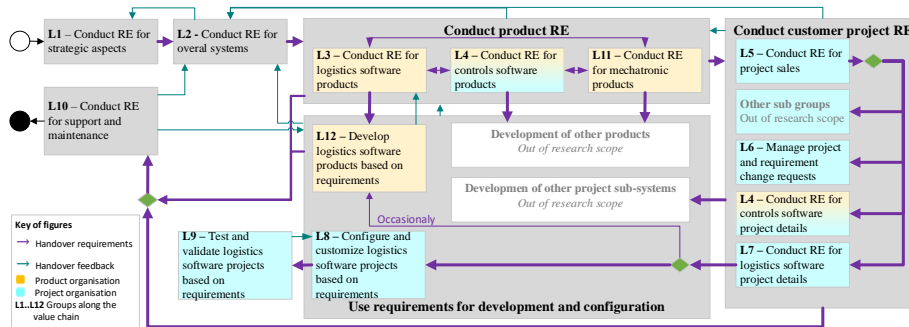 L1 – Conduct RE for
strategic aspects
L2 - Conduct RE for
overal systems
Conduct product RE
L3 – Conduct RE for
logistics software
products
L4 – Conduct RE for
controls software
products
L11 – Conduct RE
for mechatronic
products
Conduct customer project RE
L5 – Conduct RE for
project sales
Other sub groups
Out of research scope
L6 – Manage project
and requirement
change requests
L4 – Conduct RE for
controls software
project details
L7 – Conduct RE for
logistics software
project details
L10 – Conduct RE
for support and
maintenance
L12 – Develop
logistics software
products based on
requirements
Development of other products
Out of research scope
Developmen of other project sub-systems
Out of research scope
Occasionaly
L9 – Test and
validate logistics
software projects
based on
requirements
L8 – Configure and
customize logistics
software projects
based on
requirements
Use requirements for development and configuration
Key of figures
Handover requirements
Handover feedback
Product organisation
Project organisation
L1..L12 Groups along the
value chain